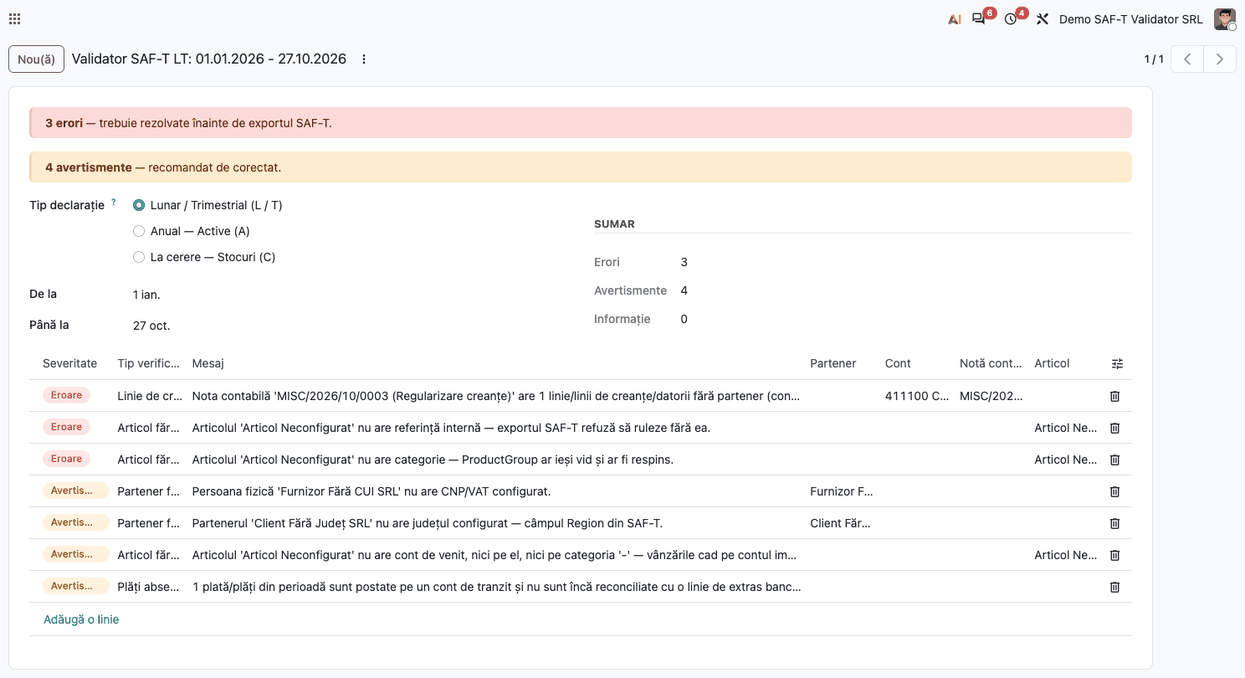 AI 6 4 Demo SAF-T Validator SRL
Nou(ă) Validator SAF-T LT: 01.01.2026 - 27.10.2026 1 / 1
3 erori — trebuie rezolvate înainte de exportul SAF-T.
4 avertismente — recomandat de corectat.
Tip declarație ? Lunar / Trimestrial (L / T)
Anual — Active (A)
La cerere — Stocuri (C)
De la 1 ian.
Până la 27 oct.
SUMAR
Erori 3
Avertismente 4
Informație 0
Severitate Tip verific... Mesaj Partener Cont Notă cont... Articol
Eroare Linie de cr... Nota contabilă 'MISC/2026/10/0003 (Regularizare creanțe)' are 1 linie/linii de creanțe/datorii fără partener (con... 411100 C... MISC/202...
Eroare Articol făr... Articolul 'Articol Neconfigurat' nu are referință internă — exportul SAF-T refuză să ruleze fără ea. Articol Ne...
Eroare Articol făr... Articolul 'Articol Neconfigurat' nu are categorie — ProductGroup ar ieși vid și ar fi respins. Articol Ne...
Avertis... Partener f... Persoana fizică 'Furnizor Fără CUI SRL' nu are CNP/VAT configurat. Furnizor F...
Avertis... Partener f... Partenerul 'Client Fără Județ SRL' nu are județul configurat — câmpul Region din SAF-T. Client Făr...
Avertis... Articol făr... Articolul 'Articol Neconfigurat' nu are cont de venit, nici pe el, nici pe categoria '-' — vânzările cad pe contul im... Articol Ne...
Avertis... Plăți abse... 1 plată/plăți din perioadă sunt postate pe un cont de tranzit și nu sunt încă reconciliate cu o linie de extras banc...
Adăugă o linie